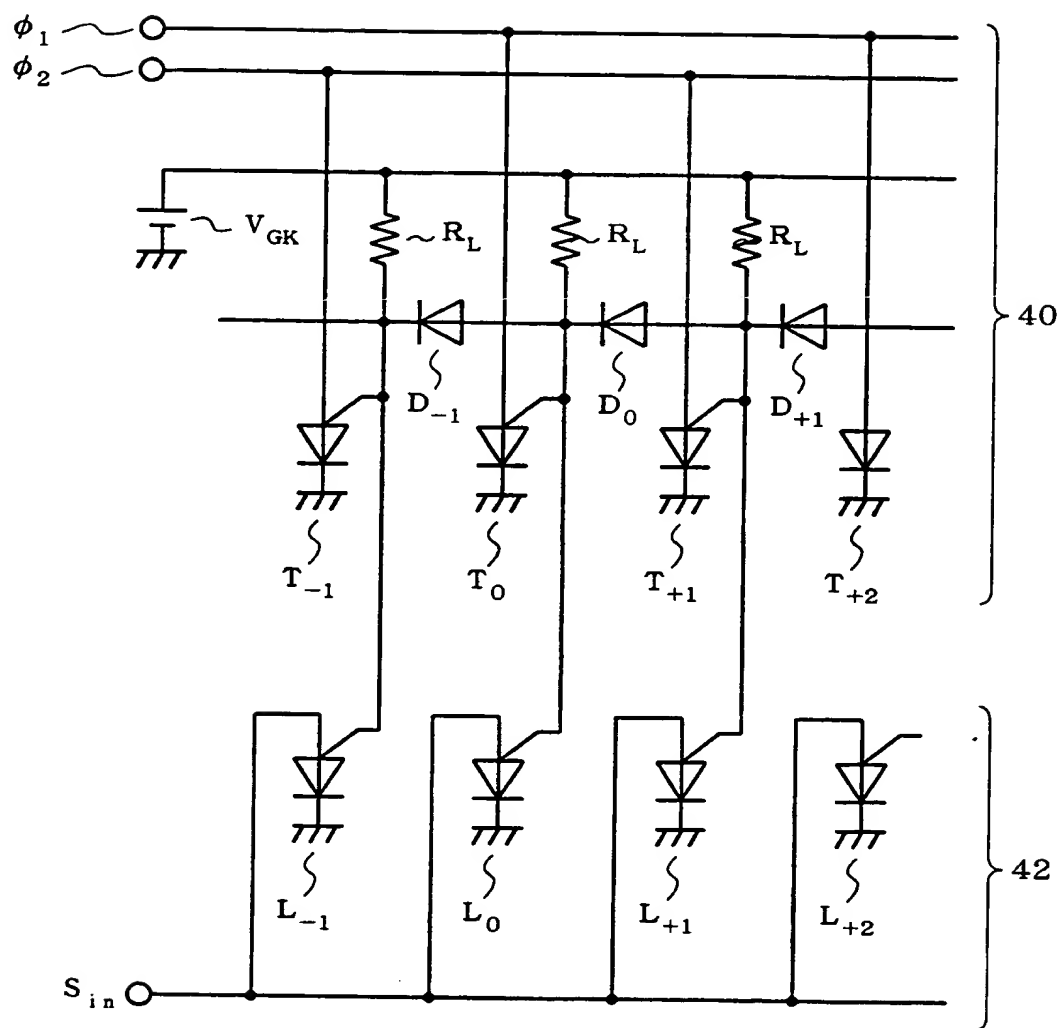 ϕ1
ϕ2
VGK
RL RL RL
40
D−1 D0 D+1
T−1 T0 T+1 T+2
42
L−1 L0 L+1 L+2
Sin